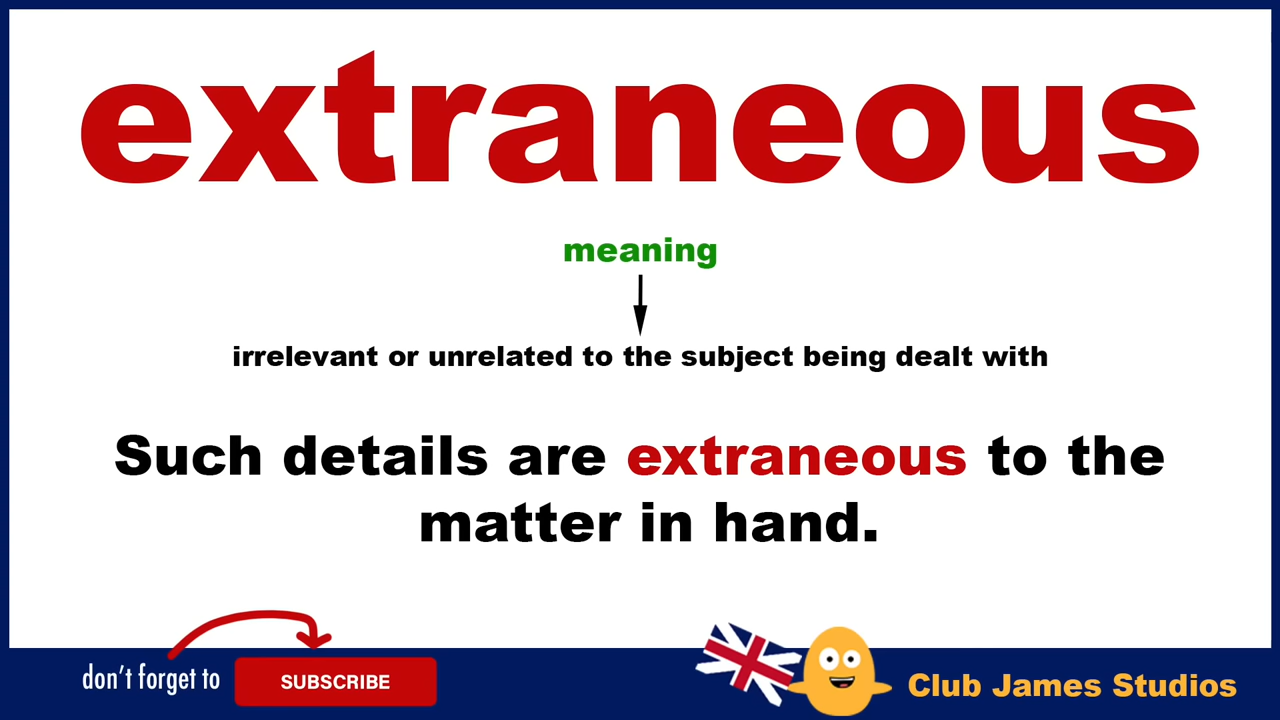 extraneous
meaning
irrelevant or unrelated to the subject being dealt with
Such details are extraneous to the
matter in hand.
don't forget to
SUBSCRIBE
Club James Studios